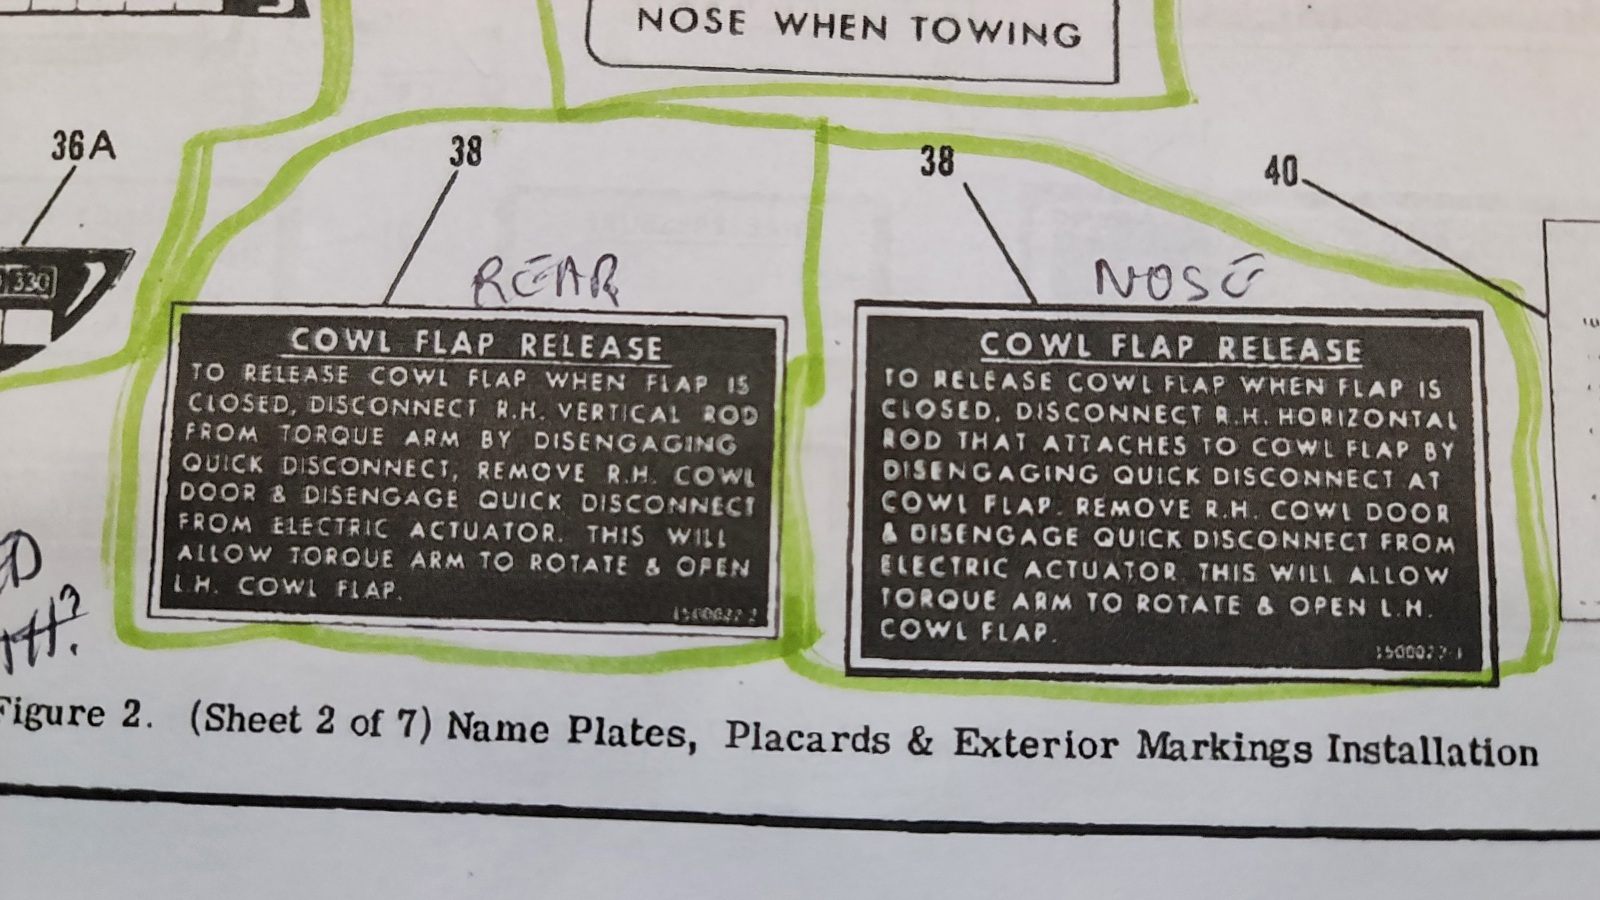 NOSE WHEN TOWING
36A
38
38
40
330
REAR
NOSE
COWL FLAP RELEASE
TO RELEASE COWL FLAP WHEN FLAP IS
CLOSED, DISCONNECT R.H. VERTICAL ROD
FROM TORQUE ARM BY DISENGAGING
QUICK DISCONNECT, REMOVE R.H. COWL
DOOR & DISENGAGE QUICK DISCONNECT
FROM ELECTRIC ACTUATOR. THIS WILL
ALLOW TORQUE ARM TO ROTATE & OPEN
L.H. COWL FLAP.
COWL FLAP RELEASE
TO RELEASE COWL FLAP WHEN FLAP IS
CLOSED, DISCONNECT R.H. HORIZONTAL
ROD THAT ATTACHES TO COWL FLAP BY
DISENGAGING QUICK DISCONNECT AT
COWL FLAP. REMOVE R.H. COWL DOOR
& DISENGAGE QUICK DISCONNECT FROM
ELECTRIC ACTUATOR. THIS WILL ALLOW
TORQUE ARM TO ROTATE & OPEN L.H.
COWL FLAP.
1500022-1
Figure 2. (Sheet 2 of 7) Name Plates, Placards & Exterior Markings Installation